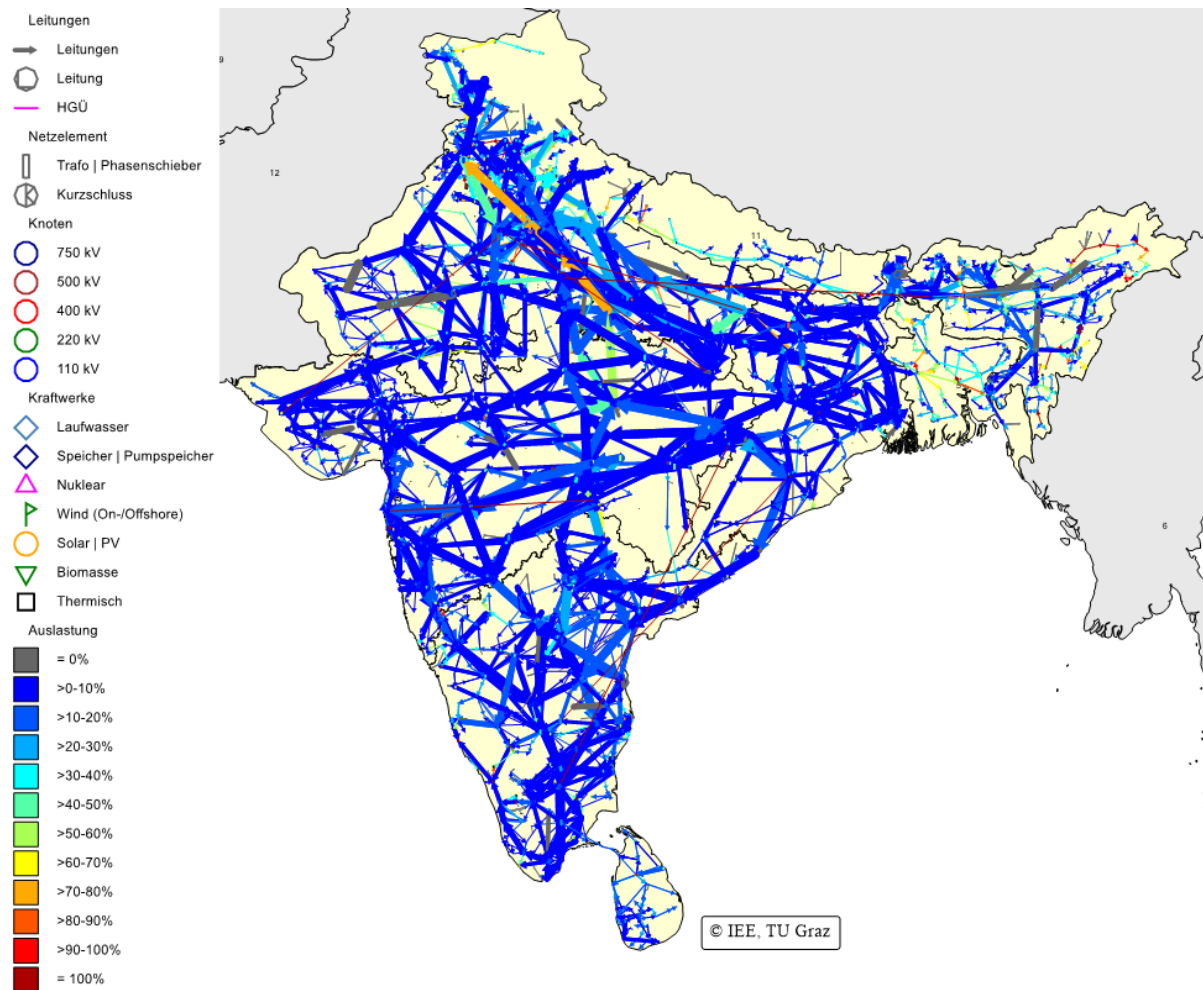 Leitungen
Leitungen
Leitung
HGÜ
Netzelement
Trafo | Phasenschieber
Kurzschluss
Knoten
750 kV
500 kV
400 kV
220 kV
110 kV
Kraftwerke
Laufwasser
Speicher | Pumpspeicher
Nuklear
Wind (On-/Offshore)
Solar | PV
Biomasse
Thermisch
Auslastung
= 0%
>0-10%
>10-20%
>20-30%
>30-40%
>40-50%
>50-60%
>60-70%
>70-80%
>80-90%
>90-100%
= 100%
9
12
11
6
© IEE, TU Graz